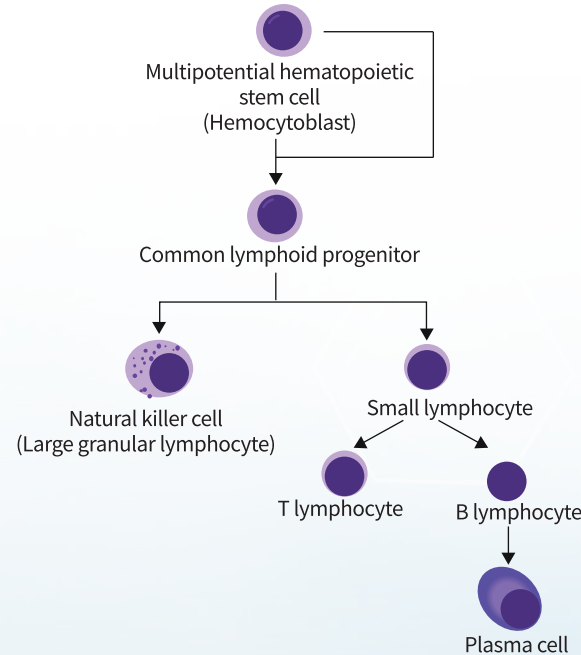 Multipotential hematopoietic
stem cell
(Hemocytoblast)
Common lymphoid progenitor
Natural killer cell
(Large granular lymphocyte)
Small lymphocyte
T lymphocyte
B lymphocyte
Plasma cell